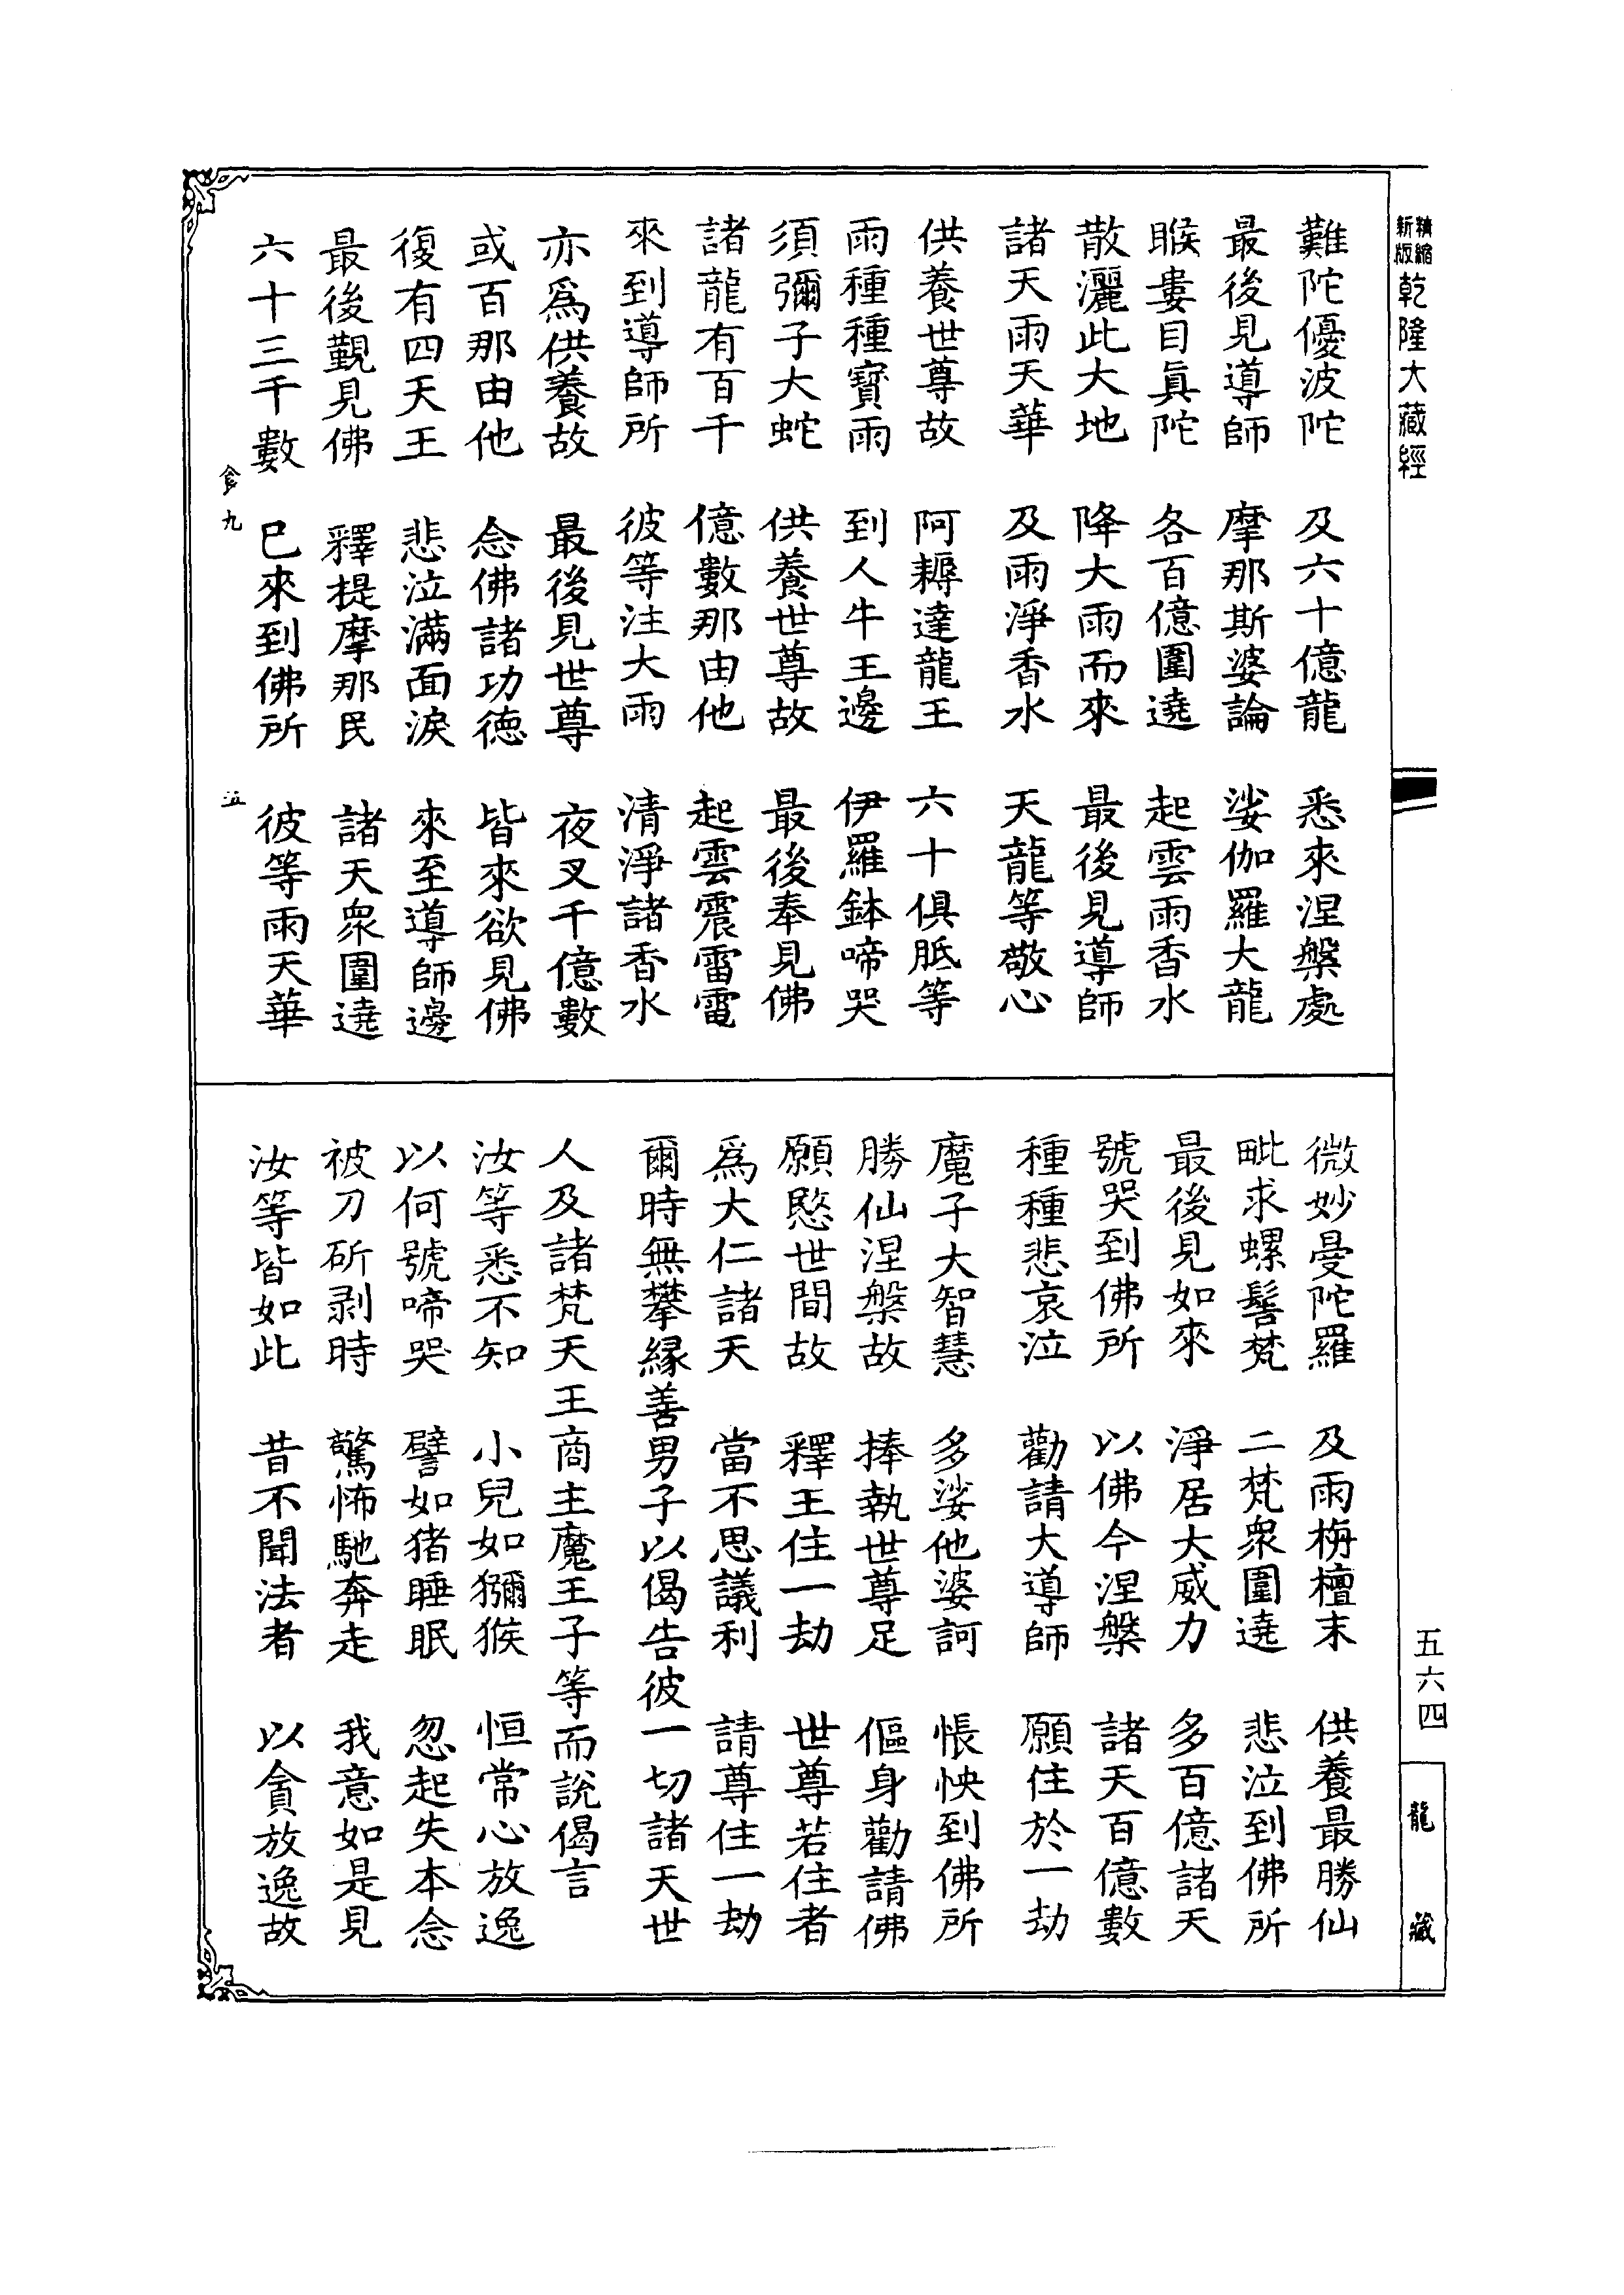 精縮新版乾隆大藏經
難陀優波陀 及六十億龍 悉來涅槃處
最後見導師 摩那斯婆論 娑伽羅大龍
睺婁目眞陀 各百億圍遶 起雲雨香水
散灑此大地 降大雨而來 最後見導師
諸天雨天華 及雨淨香水 天龍等敬心
供養世尊故 阿耨達龍王 六十俱胝等
雨種種寳雨 到人牛王邊 伊羅鉢啼哭
須彌子大蛇 供養世尊故 最後奉見佛
諸龍有百千 億數那由他 起雲震雷電
來到導師所 彼等注大雨 清淨諸香水
亦爲供養故 最後見世尊 夜叉千億數
或百那由他 念佛諸功德 皆來欲見佛
復有四天王 悲泣滿面淚 來至導師邊
最後觀見佛 釋提摩那民 諸天衆圍遶
六十三千數 已來到佛所 彼等雨天華
食九 五
微妙曼陀羅 及雨栴檀末 供養最勝仙
毗求螺髻梵 二梵衆圍遶 悲泣到佛所
最後見如來 淨居大威力 多百億諸天
號哭到佛所 以佛今涅槃 諸天百億數
種種悲哀泣 勸請大導師 願住於一劫
魔子大智慧 多娑他婆訶 悵怏到佛所
勝仙涅槃故 捧執世尊足 傴身勸請佛
願愍世間故 釋王住一劫 世尊若住者
爲大仁諸天 當不思議利 請尊住一劫
爾時無攀縁善男子以偈告彼一切諸天世
人及諸梵天王商主魔王子等而說偈言
汝等悉不知 小兒如獼猴 恒常心放逸
以何號啼哭 譬如猪睡眠 忽起失本念
被刀斫剥時 驚怖馳奔走 我意如是見
汝等皆如此 昔不聞法者 以貪放逸故
五六四
龍藏